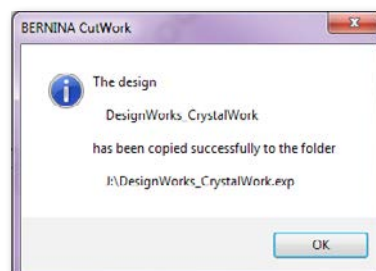 BERNINA CutWork
The design
DesignWorks_CrystalWork
has been copied successfully to the folder
J:\DesignWorks_CrystalWork.exp
OK